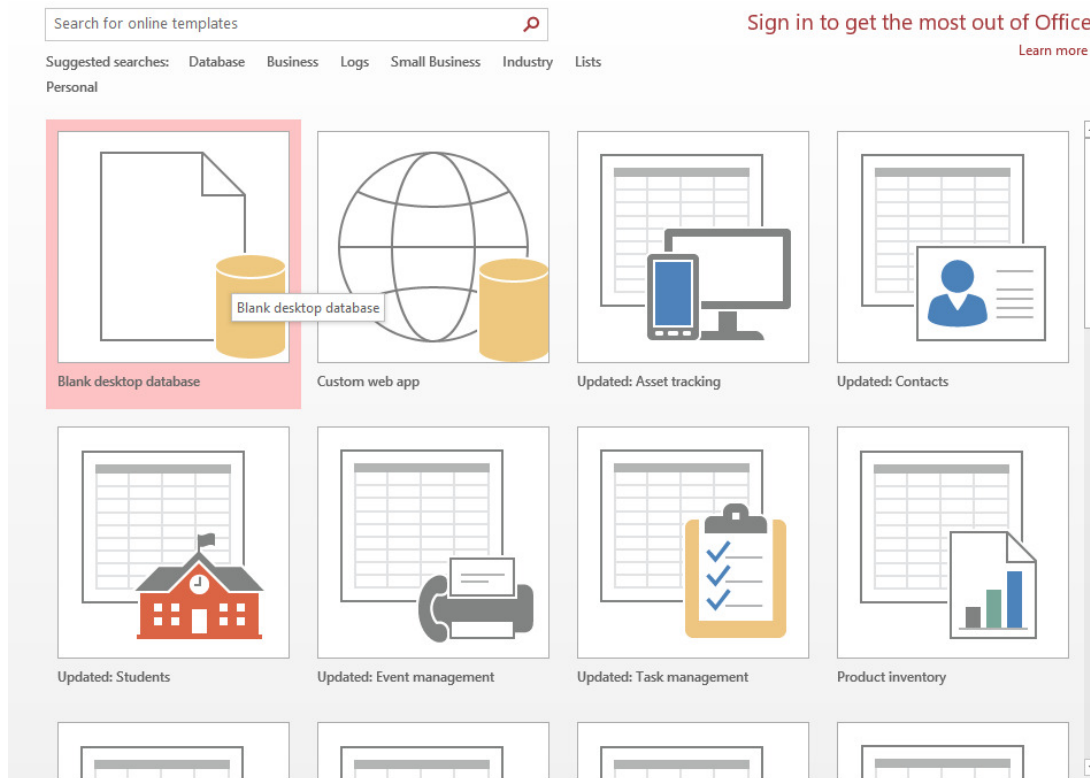 Search for online templates
Sign in to get the most out of Office
Learn more
Suggested searches: Database Business Logs Small Business Industry Lists
Personal
Blank desktop database
Blank desktop database
Custom web app
Updated: Asset tracking
Updated: Contacts
Updated: Students
Updated: Event management
Updated: Task management
Product inventory